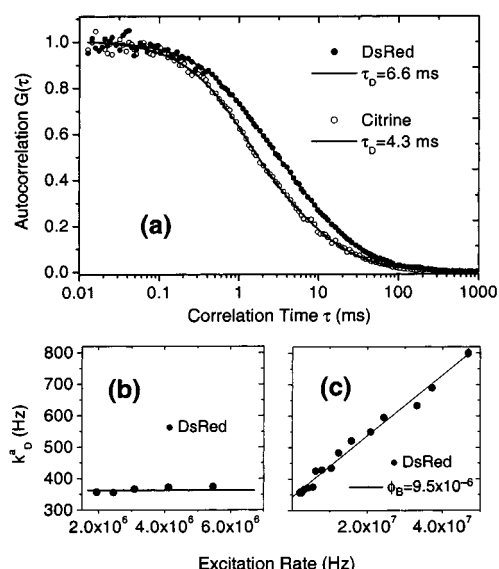 (a)
Autocorrelation G(τ)
1.0
0.8
0.6
0.4
0.2
0.0
DsRed
τD=6.6 ms
Citrine
τD=4.3 ms
0.01 0.1 1 10 100 1000
Correlation Time τ (ms)
(b)
kᵃD (Hz)
800
700
600
500
400
300
DsRed
2.0x10⁶ 4.0x10⁶ 6.0x10⁶
(c)
DsRed
ϕB=9.5x10⁻⁶
2.0x10⁷ 4.0x10⁷
Excitation Rate (Hz)